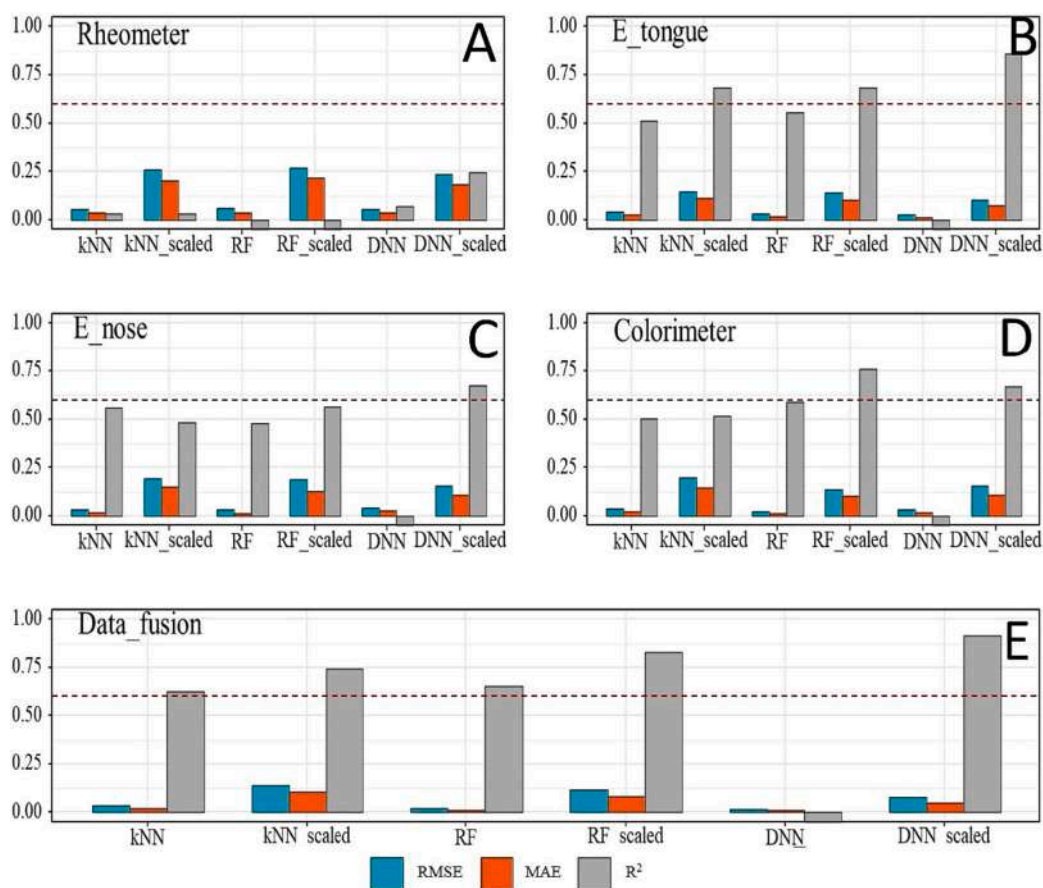 Rheometer
A
1.00
0.75
0.50
0.25
0.00
kNN kNN_scaled RF RF_scaled DNN DNN_scaled
E_tongue
B
1.00
0.75
0.50
0.25
0.00
kNN kNN_scaled RF RF_scaled DNN DNN_scaled
E_nose
C
1.00
0.75
0.50
0.25
0.00
kNN kNN_scaled RF RF_scaled DNN DNN_scaled
Colorimeter
D
1.00
0.75
0.50
0.25
0.00
kNN kNN_scaled RF RF_scaled DNN DNN_scaled
Data_fusion
E
1.00
0.75
0.50
0.25
0.00
kNN kNN_scaled RF RF_scaled DNN_ DNN_scaled
RMSE MAE R²